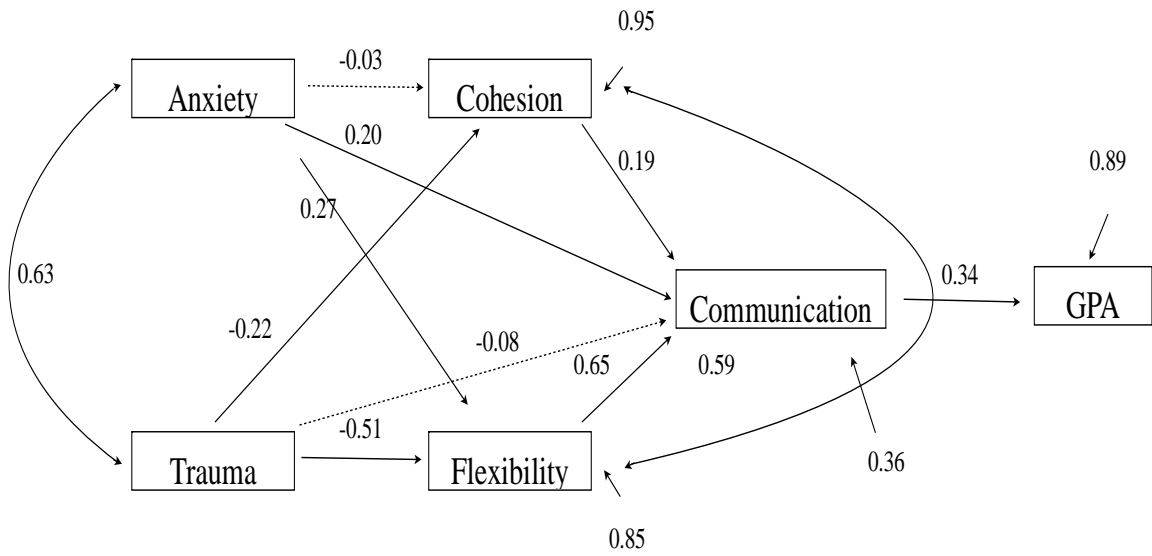 0.95
-0.03
Anxiety
Cohesion
0.20
0.19
0.89
0.27
0.63
0.34
Communication
GPA
-0.22
-0.08
0.65
0.59
-0.51
Trauma
Flexibility
0.36
0.85